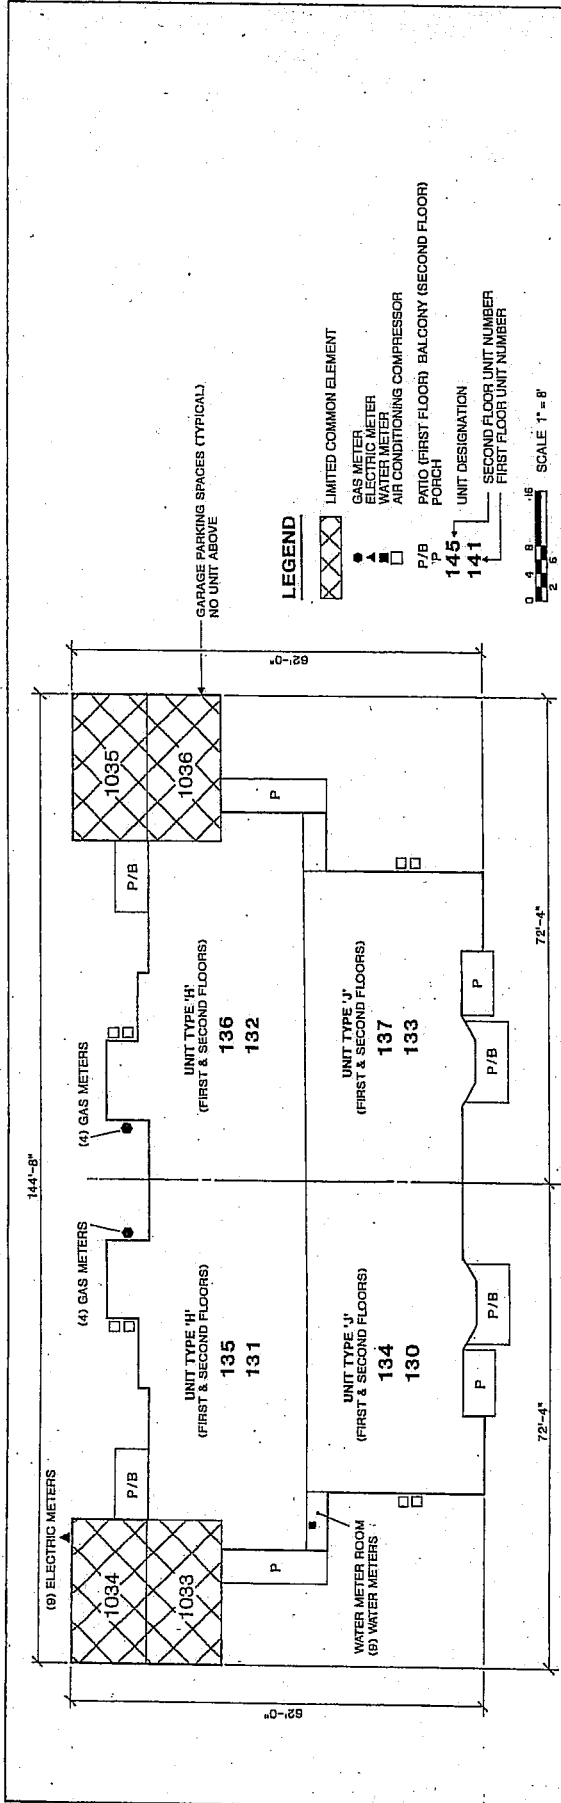 144'-8"
(9) ELECTRIC METERS
(4) GAS METERS
(4) GAS METERS
1034
1033
P/B
P/B
1035
1036
GARAGE PARKING SPACES (TYPICAL)
NO UNIT ABOVE
62'-0"
62'-0"
UNIT TYPE 'H'
(FIRST & SECOND FLOORS)
135
131
UNIT TYPE 'H'
(FIRST & SECOND FLOORS)
136
132
P
P
WATER METER ROOM
(9) WATER METERS
UNIT TYPE 'J'
(FIRST & SECOND FLOORS)
134
130
UNIT TYPE 'J'
(FIRST & SECOND FLOORS)
137
133
P
P/B
P/B
P
72'-4"
72'-4"
LEGEND
LIMITED COMMON ELEMENT
GAS METER
ELECTRIC METER
WATER METER
AIR CONDITIONING COMPRESSOR
P/B PATIO (FIRST FLOOR) BALCONY (SECOND FLOOR)
P PORCH
145 UNIT DESIGNATION
141
SECOND FLOOR UNIT NUMBER
FIRST FLOOR UNIT NUMBER
0 4 8 16
2 6
SCALE 1" = 8'